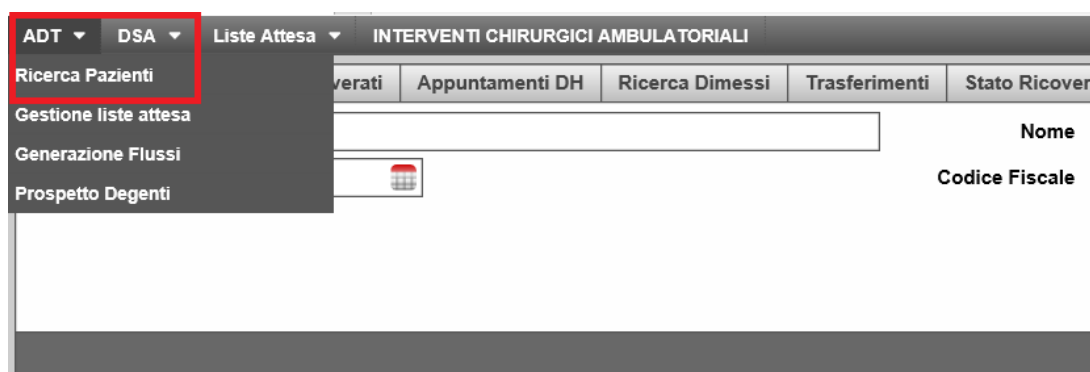 ADT DSA Liste Attesa INTERVENTI CHIRURGICI AMBULATORIALI
Ricerca Pazienti
Appuntamenti DH Ricerca Dimessi Trasferimenti Stato
Gestione liste attesa
Nome
Generazione Flussi
Codice Fiscale
Prospetto Degenti